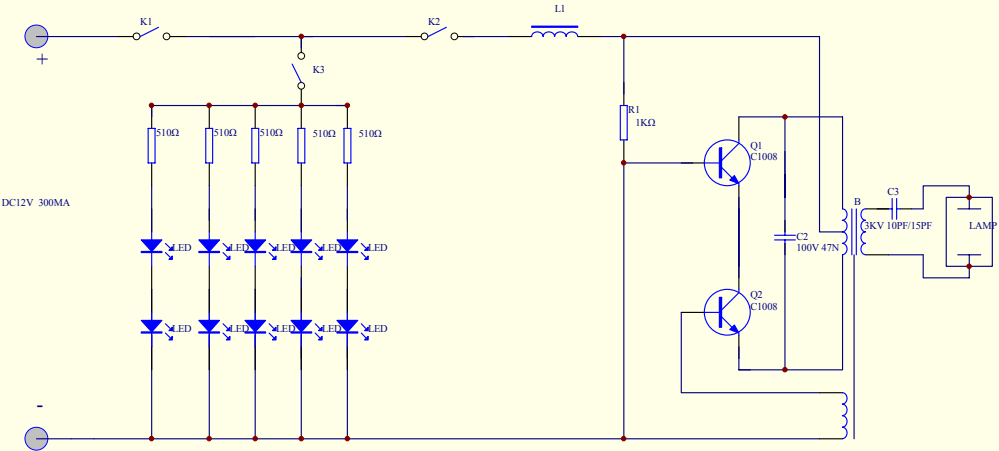 L1
K1
K2
+
K3
R1
1KΩ
510Ω
510Ω
510Ω
510Ω
510Ω
Q1
C1008
DC12V 300MA
C3
B
3KV 10PF/15PF
LAMP
C2
100V 47N
LED
LED
LED
LED
LED
Q2
C1008
LED
LED
LED
LED
LED
-